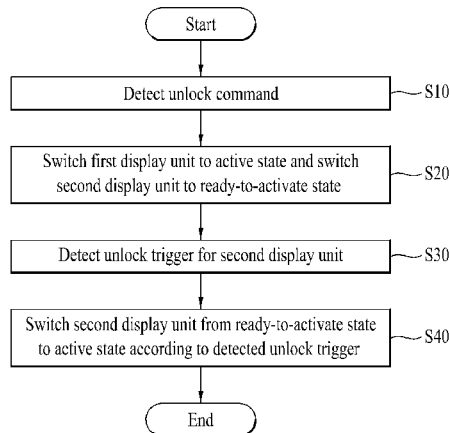 Start
Detect unlock command
S10
Switch first display unit to active state and switch
second display unit to ready-to-activate state
S20
Detect unlock trigger for second display unit
S30
Switch second display unit from ready-to-activate state
to active state according to detected unlock trigger
S40
End